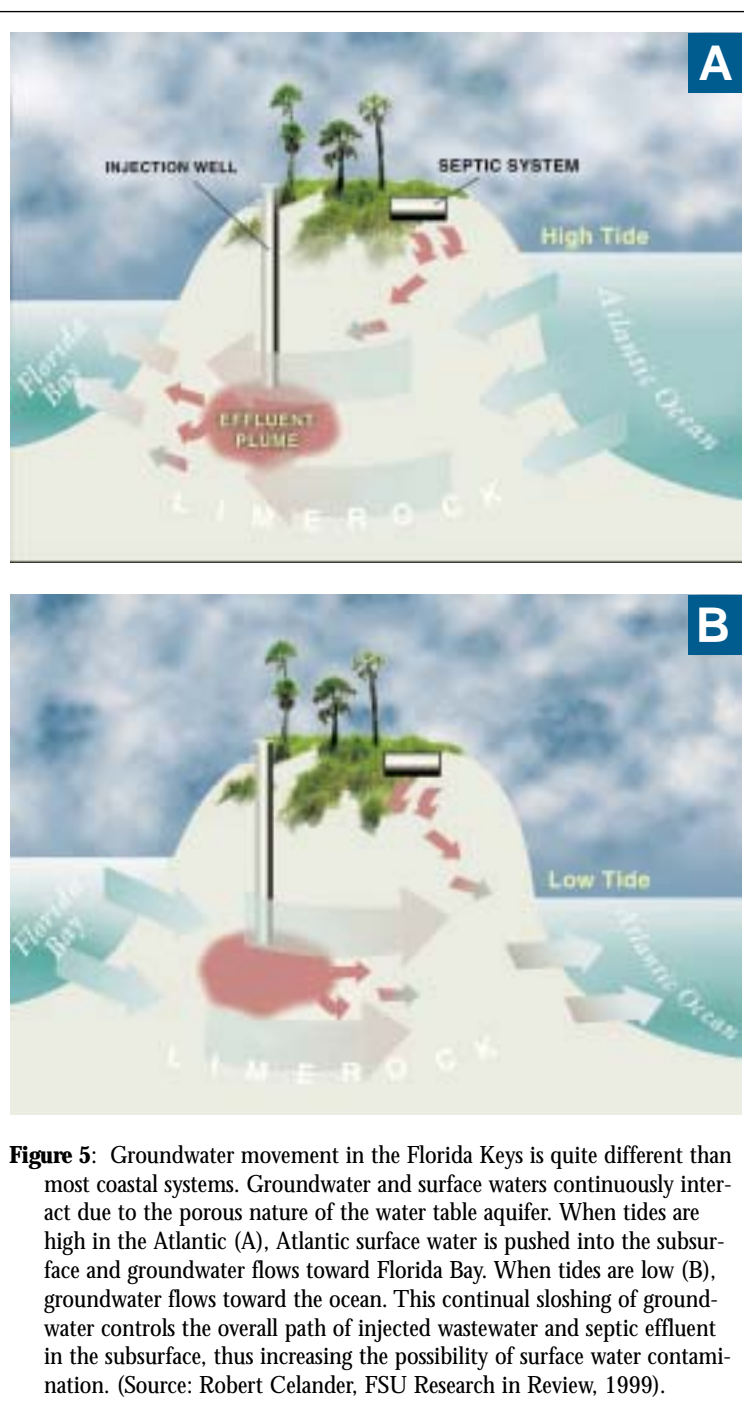 A
INJECTION WELL
SEPTIC SYSTEM
High Tide
Atlantic Ocean
Florida
Bay
EFFLUENT
PLUME
LIMEROCK
B
Low Tide
Florida
Bay
Atlantic Ocean
LIMEROCK
Figure 5: Groundwater movement in the Florida Keys is quite different than
most coastal systems. Groundwater and surface waters continuously inter-
act due to the porous nature of the water table aquifer. When tides are
high in the Atlantic (A), Atlantic surface water is pushed into the subsur-
face and groundwater flows toward Florida Bay. When tides are low (B),
groundwater flows toward the ocean. This continual sloshing of ground-
water controls the overall path of injected wastewater and septic effluent
in the subsurface, thus increasing the possibility of surface water contami-
nation. (Source: Robert Celander, FSU Research in Review, 1999).